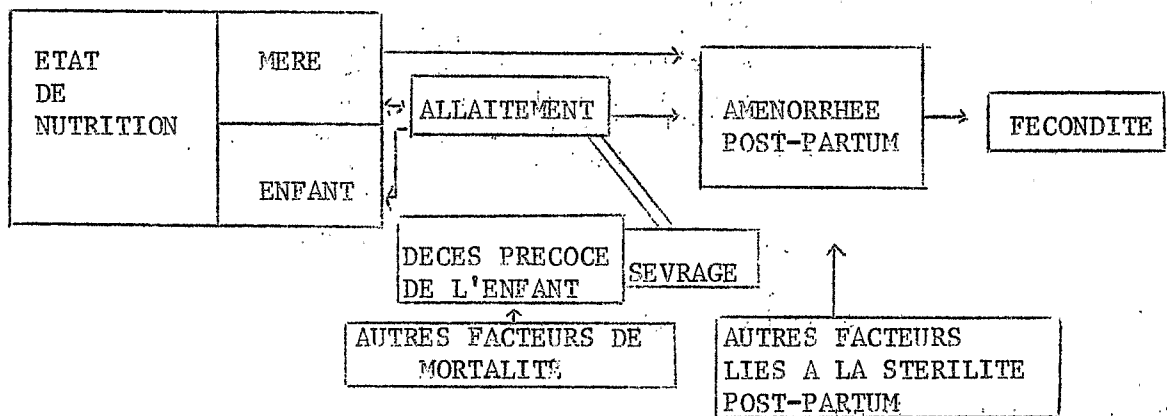 ETAT
DE
NUTRITION
MERE
ENFANT
ALLAITEMENT
AMENORRHEE
POST-PARTUM
FECONDITE
DECES PRECOCE
DE L'ENFANT
SEVRAGE
AUTRES FACTEURS DE
MORTALITE
AUTRES FACTEURS
LIES A LA STERILITE
POST-PARTUM